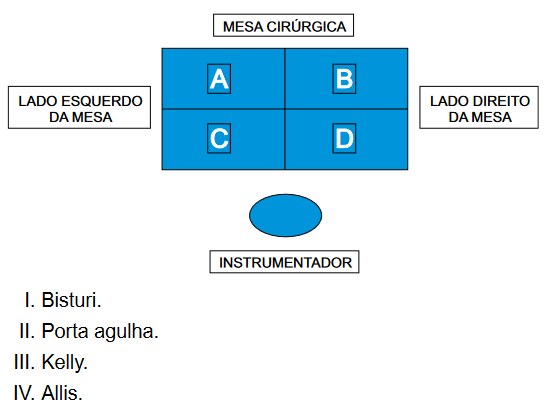 MESA CIRÚRGICA
A
B
LADO ESQUERDO
DA MESA
LADO DIREITO
DA MESA
C
D
INSTRUMENTADOR
I. Bisturi.
II. Porta agulha.
III. Kelly.
IV. Allis.